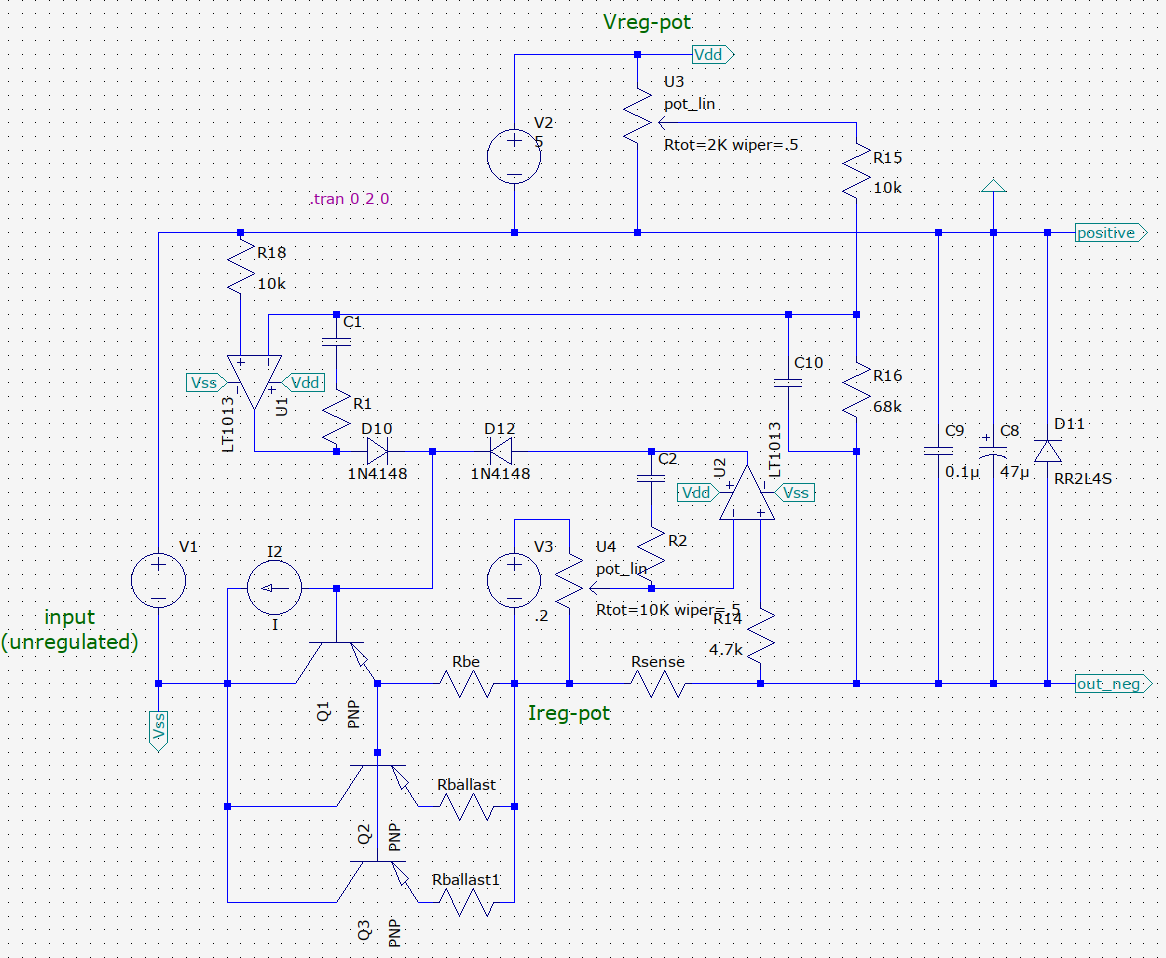 Vreg-pot
Vdd
U3
pot_lin
V2
5
Rtot=2K wiper=.5
R15
10k
.tran 0 2 0
positive
R18
10k
C1
C10
Vss
Vdd
U1
LT1013
R1
R16
68k
D10
1N4148
D12
1N4148
C2
U2
LT1013
Vdd
Vss
C9
0.1µ
C8
47µ
D11
RR2L4S
R2
V1
I2
I
V3
.2
U4
pot_lin
Rtot=10K wiper=.5
R14
4.7k
input
(unregulated)
Rbe
Rsense
out_neg
Vss
Q1
PNP
Ireg-pot
Rballast
Q2
PNP
Rballast1
Q3
PNP